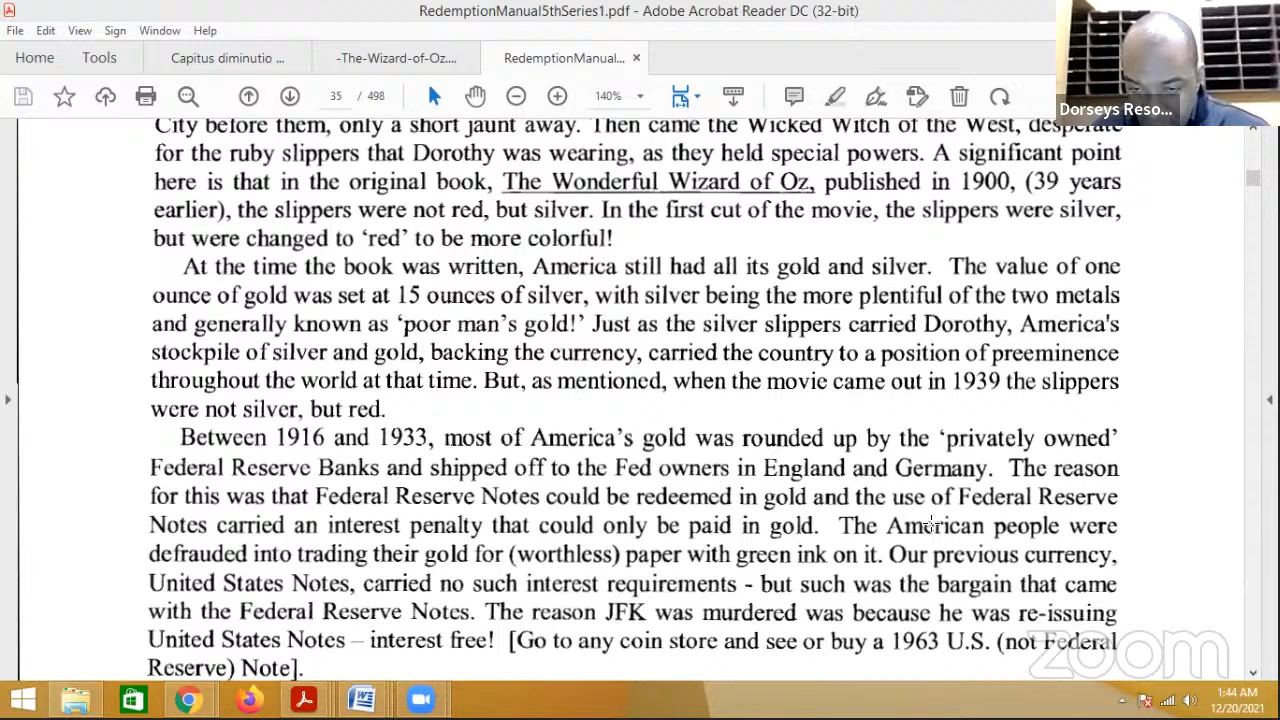 RedemptionManual5thSeries1.pdf - Adobe Acrobat Reader DC (32-bit)
File Edit View Sign Window Help
Home Tools Capitus diminutio ... -The-Wizard-of-Oz.... RedemptionManual... ×
35 / 140%
Dorseys Reso...
City before them, only a short jaunt away. Then came the Wicked Witch of the West, desperate
for the ruby slippers that Dorothy was wearing, as they held special powers. A significant point
here is that in the original book, The Wonderful Wizard of Oz, published in 1900, (39 years
earlier), the slippers were not red, but silver. In the first cut of the movie, the slippers were silver,
but were changed to ‘red’ to be more colorful!
At the time the book was written, America still had all its gold and silver. The value of one
ounce of gold was set at 15 ounces of silver, with silver being the more plentiful of the two metals
and generally known as ‘poor man’s gold!’ Just as the silver slippers carried Dorothy, America's
stockpile of silver and gold, backing the currency, carried the country to a position of preeminence
throughout the world at that time. But, as mentioned, when the movie came out in 1939 the slippers
were not silver, but red.
Between 1916 and 1933, most of America’s gold was rounded up by the ‘privately owned’
Federal Reserve Banks and shipped off to the Fed owners in England and Germany. The reason
for this was that Federal Reserve Notes could be redeemed in gold and the use of Federal Reserve
Notes carried an interest penalty that could only be paid in gold. The American people were
defrauded into trading their gold for (worthless) paper with green ink on it. Our previous currency,
United States Notes, carried no such interest requirements - but such was the bargain that came
with the Federal Reserve Notes. The reason JFK was murdered was because he was re-issuing
United States Notes – interest free! [Go to any coin store and see or buy a 1963 U.S. (not Federal
Reserve) Note].
zoom
1:44 AM
12/20/2021